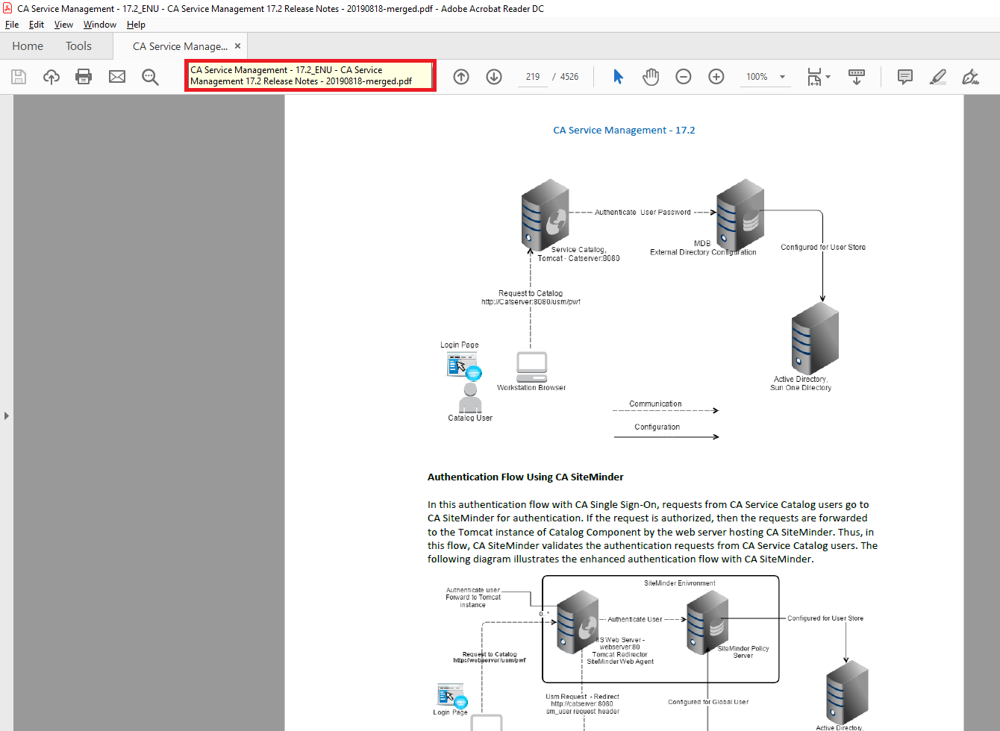 CA Service Management - 17.2_ENU - CA Service Management 17.2 Release Notes - 20190818-merged.pdf - Adobe Acrobat Reader DC
File Edit View Window Help
Home Tools CA Service Manage... ×
CA Service Management - 17.2_ENU - CA Service
Management 17.2 Release Notes - 20190818-merged.pdf
219 / 4526 100%
CA Service Management - 17.2
Authenticate User Password
Service Catalog,
Tomcat - Catserver:8080
MDB
External Directory Configuration
Configured for User Store
Request to Catalog
http://Catserver:8080/usm/pwf
Login Page
Workstation Browser
Catalog User
Active Directory,
Sun One Directory
Communication
Configuration
Authentication Flow Using CA SiteMinder
In this authentication flow with CA Single Sign-On, requests from CA Service Catalog users go to
CA SiteMinder for authentication. If the request is authorized, then the requests are forwarded
to the Tomcat instance of Catalog Component by the web server hosting CA SiteMinder. Thus, in
this flow, CA SiteMinder validates the authentication requests from CA Service Catalog users. The
following diagram illustrates the enhanced authentication flow with CA SiteMinder.
SiteMinder Enivronment
Authenticate user
Forward to Tomcat
instance
0..*
Authenticate User
Configured for User Store
IIS Web Server -
webserver:80
Tomcat Redirector
SiteMinder Web Agent
SiteMinder Policy
Server
Request to Catalog
http://webserver/usm/pwf
Usm Request - Redirect
http://catserver:8080
sm_user request header
Configured for Global User
Login Page
Active Directory,